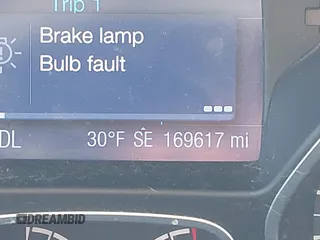 Trip 1
Brake lamp
Bulb fault
DL 30°F SE 169617 mi
DREAMBID